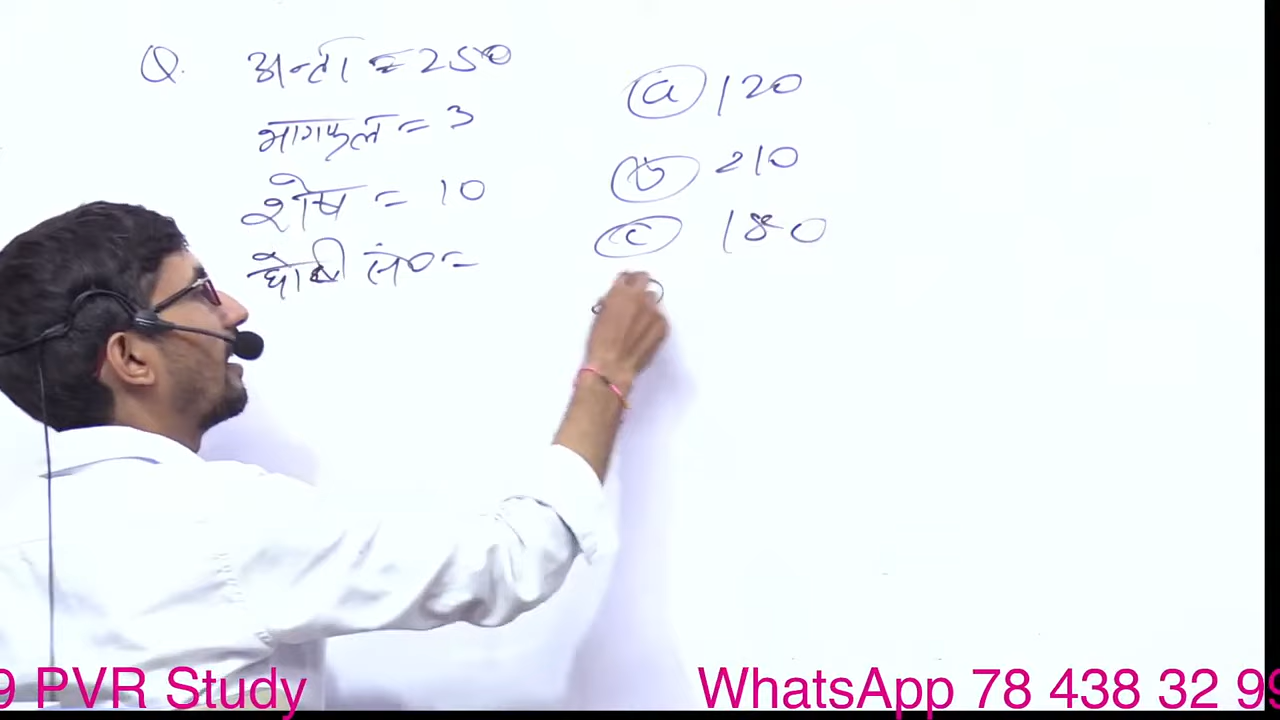 Q. अन्तर = 250
भागफल = 3
शेष = 10
छोटी सं० =
(a) 120
(b) 210
(c) 180
9 PVR Study
WhatsApp 78 438 32 99